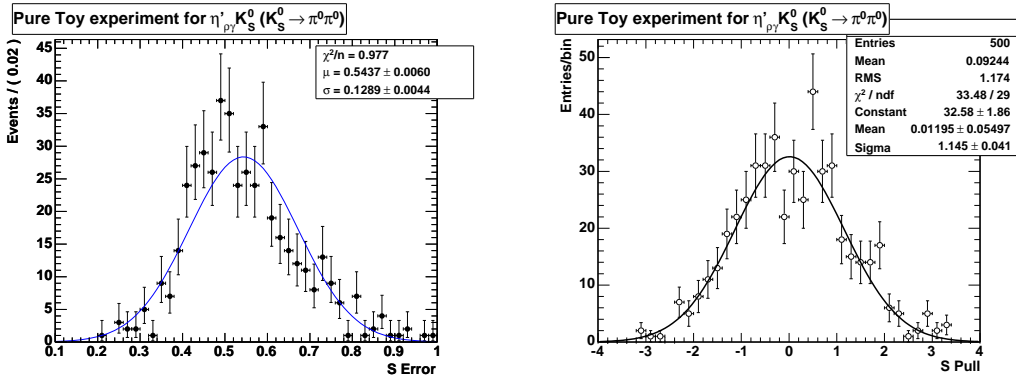 Pure Toy experiment for η'ργK⁰S (K⁰S → π⁰π⁰)
Events / ( 0.02 )
χ²/n = 0.977
μ = 0.5437 ± 0.0060
σ = 0.1289 ± 0.0044
45
40
35
30
25
20
15
10
5
0
0.1 0.2 0.3 0.4 0.5 0.6 0.7 0.8 0.9 1
S Error
Pure Toy experiment for η'ργK⁰S (K⁰S → π⁰π⁰)
Entries/bin
Entries 500
Mean 0.09244
RMS 1.174
χ² / ndf 33.48 / 29
Constant 32.58 ± 1.86
Mean 0.01195 ± 0.05497
Sigma 1.145 ± 0.041
50
40
30
20
10
0
-4 -3 -2 -1 0 1 2 3 4
S Pull